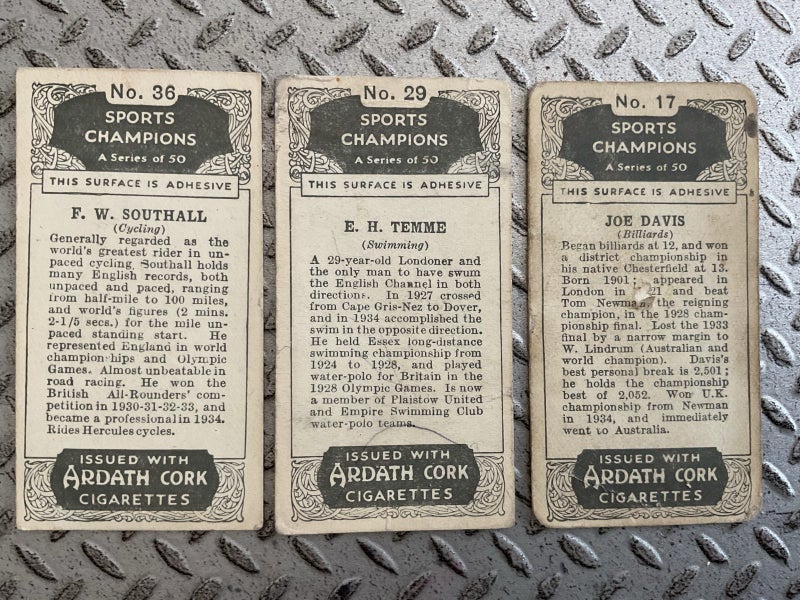 No. 36
SPORTS
CHAMPIONS
A Series of 50
THIS SURFACE IS ADHESIVE
F. W. SOUTHALL
(Cycling)
Generally regarded as the
world's greatest rider in un-
paced cycling, Southall holds
many English records, both
unpaced and paced, ranging
from half-mile to 100 miles,
and world's figures (2 mins.
2-1/5 secs.) for the mile un-
paced standing start. He
represented England in world
championships and Olympic
Games. Almost unbeatable in
road racing. He won the
British All-Rounders' com-
petition in 1930-31-32-33, and
became a professional in 1934.
Rides Hercules cycles.
ISSUED WITH
ARDATH CORK
CIGARETTES
No. 29
SPORTS
CHAMPIONS
A Series of 50
THIS SURFACE IS ADHESIVE
E. H. TEMME
(Swimming)
A 29-year-old Londoner and
the only man to have swum
the English Channel in both
directions. In 1927 crossed
from Cape Gris-Nez to Dover,
and in 1934 accomplished the
swim in the opposite direction.
He held Essex long-distance
swimming championship from
1924 to 1928, and played
water-polo for Britain in the
1928 Olympic Games. Is now
a member of Plaistow United
and Empire Swimming Club
water-polo teams.
ISSUED WITH
ARDATH CORK
CIGARETTES
No. 17
SPORTS
CHAMPIONS
A Series of 50
THIS SURFACE IS ADHESIVE
JOE DAVIS
(Billiards)
Began billiards at 12, and won
a district championship in
his native Chesterfield at 13.
Born 1901; appeared in
London in 21 and beat
Tom Newman, the reigning
champion, in the 1928 cham-
pionship final. Lost the 1933
final by a narrow margin to
W. Lindrum (Australian and
world champion). Davis's
best personal break is 2,501;
he holds the championship
best of 2,052. Won U.K.
championship from Newman
in 1934, and immediately
went to Australia.
ISSUED WITH
ARDATH CORK
CIGARETTES